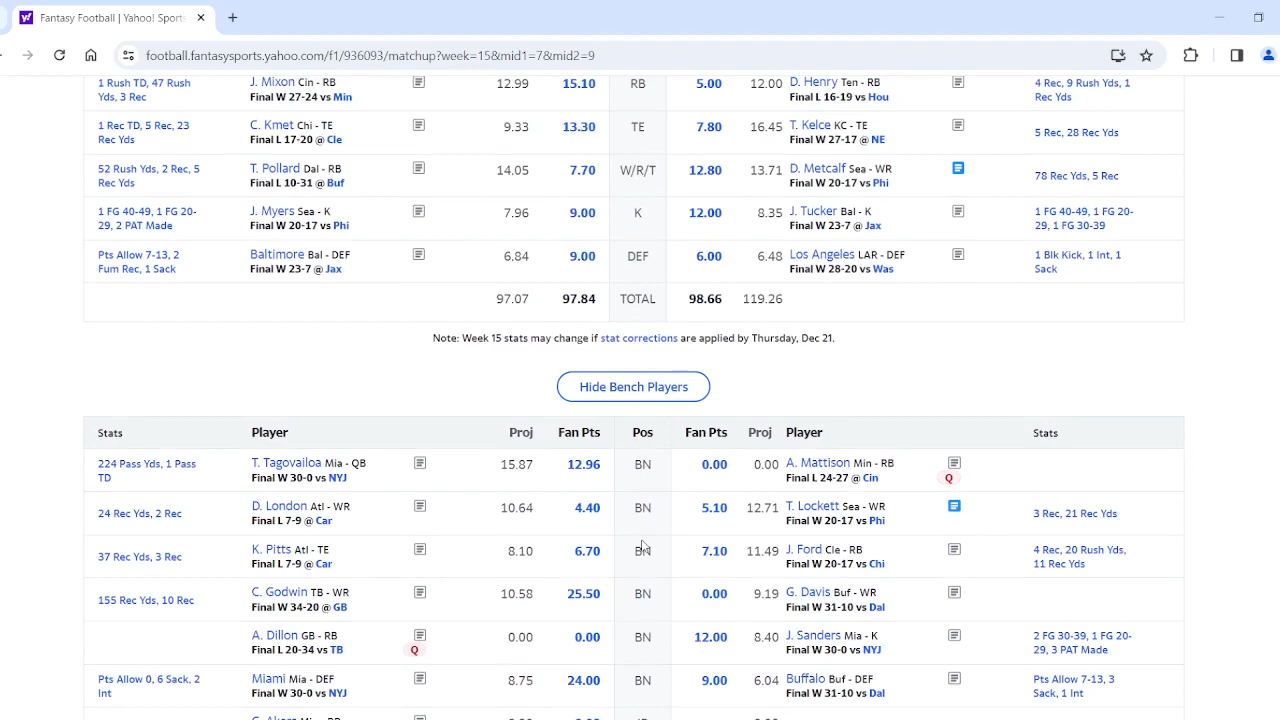 Fantasy Football | Yahoo! Sports
football.fantasysports.yahoo.com/f1/936093/matchup?week=15&mid1=7&mid2=9
1 Rush TD, 47 Rush J. Mixon Cin - RB 12.99 15.10 RB 5.00 12.00 D. Henry Ten - RB 4 Rec, 9 Rush Yds, 1
Yds, 3 Rec Final W 27-24 vs Min Final L 16-19 vs Hou Rec Yds
1 Rec TD, 5 Rec, 23 C. Kmet Chi - TE 9.33 13.30 TE 7.80 16.45 T. Kelce KC - TE 5 Rec, 28 Rec Yds
Rec Yds Final L 17-20 @ Cle Final W 27-17 @ NE
52 Rush Yds, 2 Rec, 5 T. Pollard Dal - RB 14.05 7.70 W/R/T 12.80 13.71 D. Metcalf Sea - WR 78 Rec Yds, 5 Rec
Rec Yds Final L 10-31 @ Buf Final W 20-17 vs Phi
1 FG 40-49, 1 FG 20- J. Myers Sea - K 7.96 9.00 K 12.00 8.35 J. Tucker Bal - K 1 FG 40-49, 1 FG 20-
29, 2 PAT Made Final W 20-17 vs Phi Final W 23-7 @ Jax 29, 1 FG 30-39
Pts Allow 7-13, 2 Baltimore Bal - DEF 6.84 9.00 DEF 6.00 6.48 Los Angeles LAR - DEF 1 Blk Kick, 1 Int, 1
Fum Rec, 1 Sack Final W 23-7 @ Jax Final W 28-20 vs Was Sack
97.07 97.84 TOTAL 98.66 119.26
Note: Week 15 stats may change if stat corrections are applied by Thursday, Dec 21.
Hide Bench Players
Stats Player Proj Fan Pts Pos Fan Pts Proj Player Stats
224 Pass Yds, 1 Pass T. Tagovailoa Mia - QB 15.87 12.96 BN 0.00 0.00 A. Mattison Min - RB
TD Final W 30-0 vs NYJ Final L 24-27 @ Cin Q
24 Rec Yds, 2 Rec D. London Atl - WR 10.64 4.40 BN 5.10 12.71 T. Lockett Sea - WR 3 Rec, 21 Rec Yds
Final L 7-9 @ Car Final W 20-17 vs Phi
37 Rec Yds, 3 Rec K. Pitts Atl - TE 8.10 6.70 BN 7.10 11.49 J. Ford Cle - RB 4 Rec, 20 Rush Yds,
Final L 7-9 @ Car Final W 20-17 vs Chi 11 Rec Yds
155 Rec Yds, 10 Rec C. Godwin TB - WR 10.58 25.50 BN 0.00 9.19 G. Davis Buf - WR
Final W 34-20 @ GB Final W 31-10 vs Dal
A. Dillon GB - RB 0.00 0.00 BN 12.00 8.40 J. Sanders Mia - K 2 FG 30-39, 1 FG 20-
Final L 20-34 vs TB Q Final W 30-0 vs NYJ 29, 3 PAT Made
Pts Allow 0, 6 Sack, 2 Miami Mia - DEF 8.75 24.00 BN 9.00 6.04 Buffalo Buf - DEF Pts Allow 7-13, 3
Int Final W 30-0 vs NYJ Final W 31-10 vs Dal Sack, 1 Int